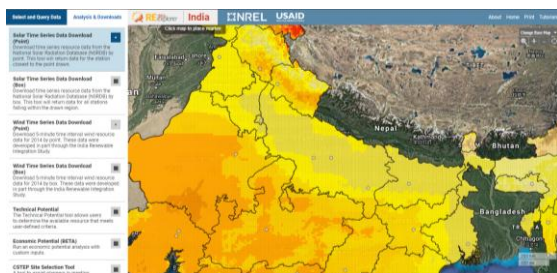 Select and Query Data
Analysis & Downloads
RE Explorer
India
NREL
USAID
About Home Print Tutorials
Click map to place marker
Solar Time Series Data Download
(Point)
Download time series resource data from the
National Solar Radiation Database (NSRDB) by
point. This tool will return data for the station
closest to the point drawn.
Solar Time Series Data Download
(Box)
Download time series resource data from the
National Solar Radiation Database (NSRDB) by
box. This tool will return data for all stations
falling within the drawn region.
Wind Time Series Data Download
(Point)
Download 5-minute time interval wind resource
data for 2014 by point. These data were developed
in part through the India Renewable Integration
Study.
Wind Time Series Data Download
(Box)
Download 5-minute time interval wind resource
data for 2014 by box. These data were developed
in part through the India Renewable Integration
Study.
Technical Potential
The Technical Potential tool allows users
to determine the available resource that meets
user-defined criteria.
Economic Potential (BETA)
Run an economic potential analysis with
custom inputs.
CSTEP Site Selection Tool
Change Base Map
Faisalabad
Lahore
Multan
Nepal
Kathmandu
Bhutan
Bangladesh
Chittagong